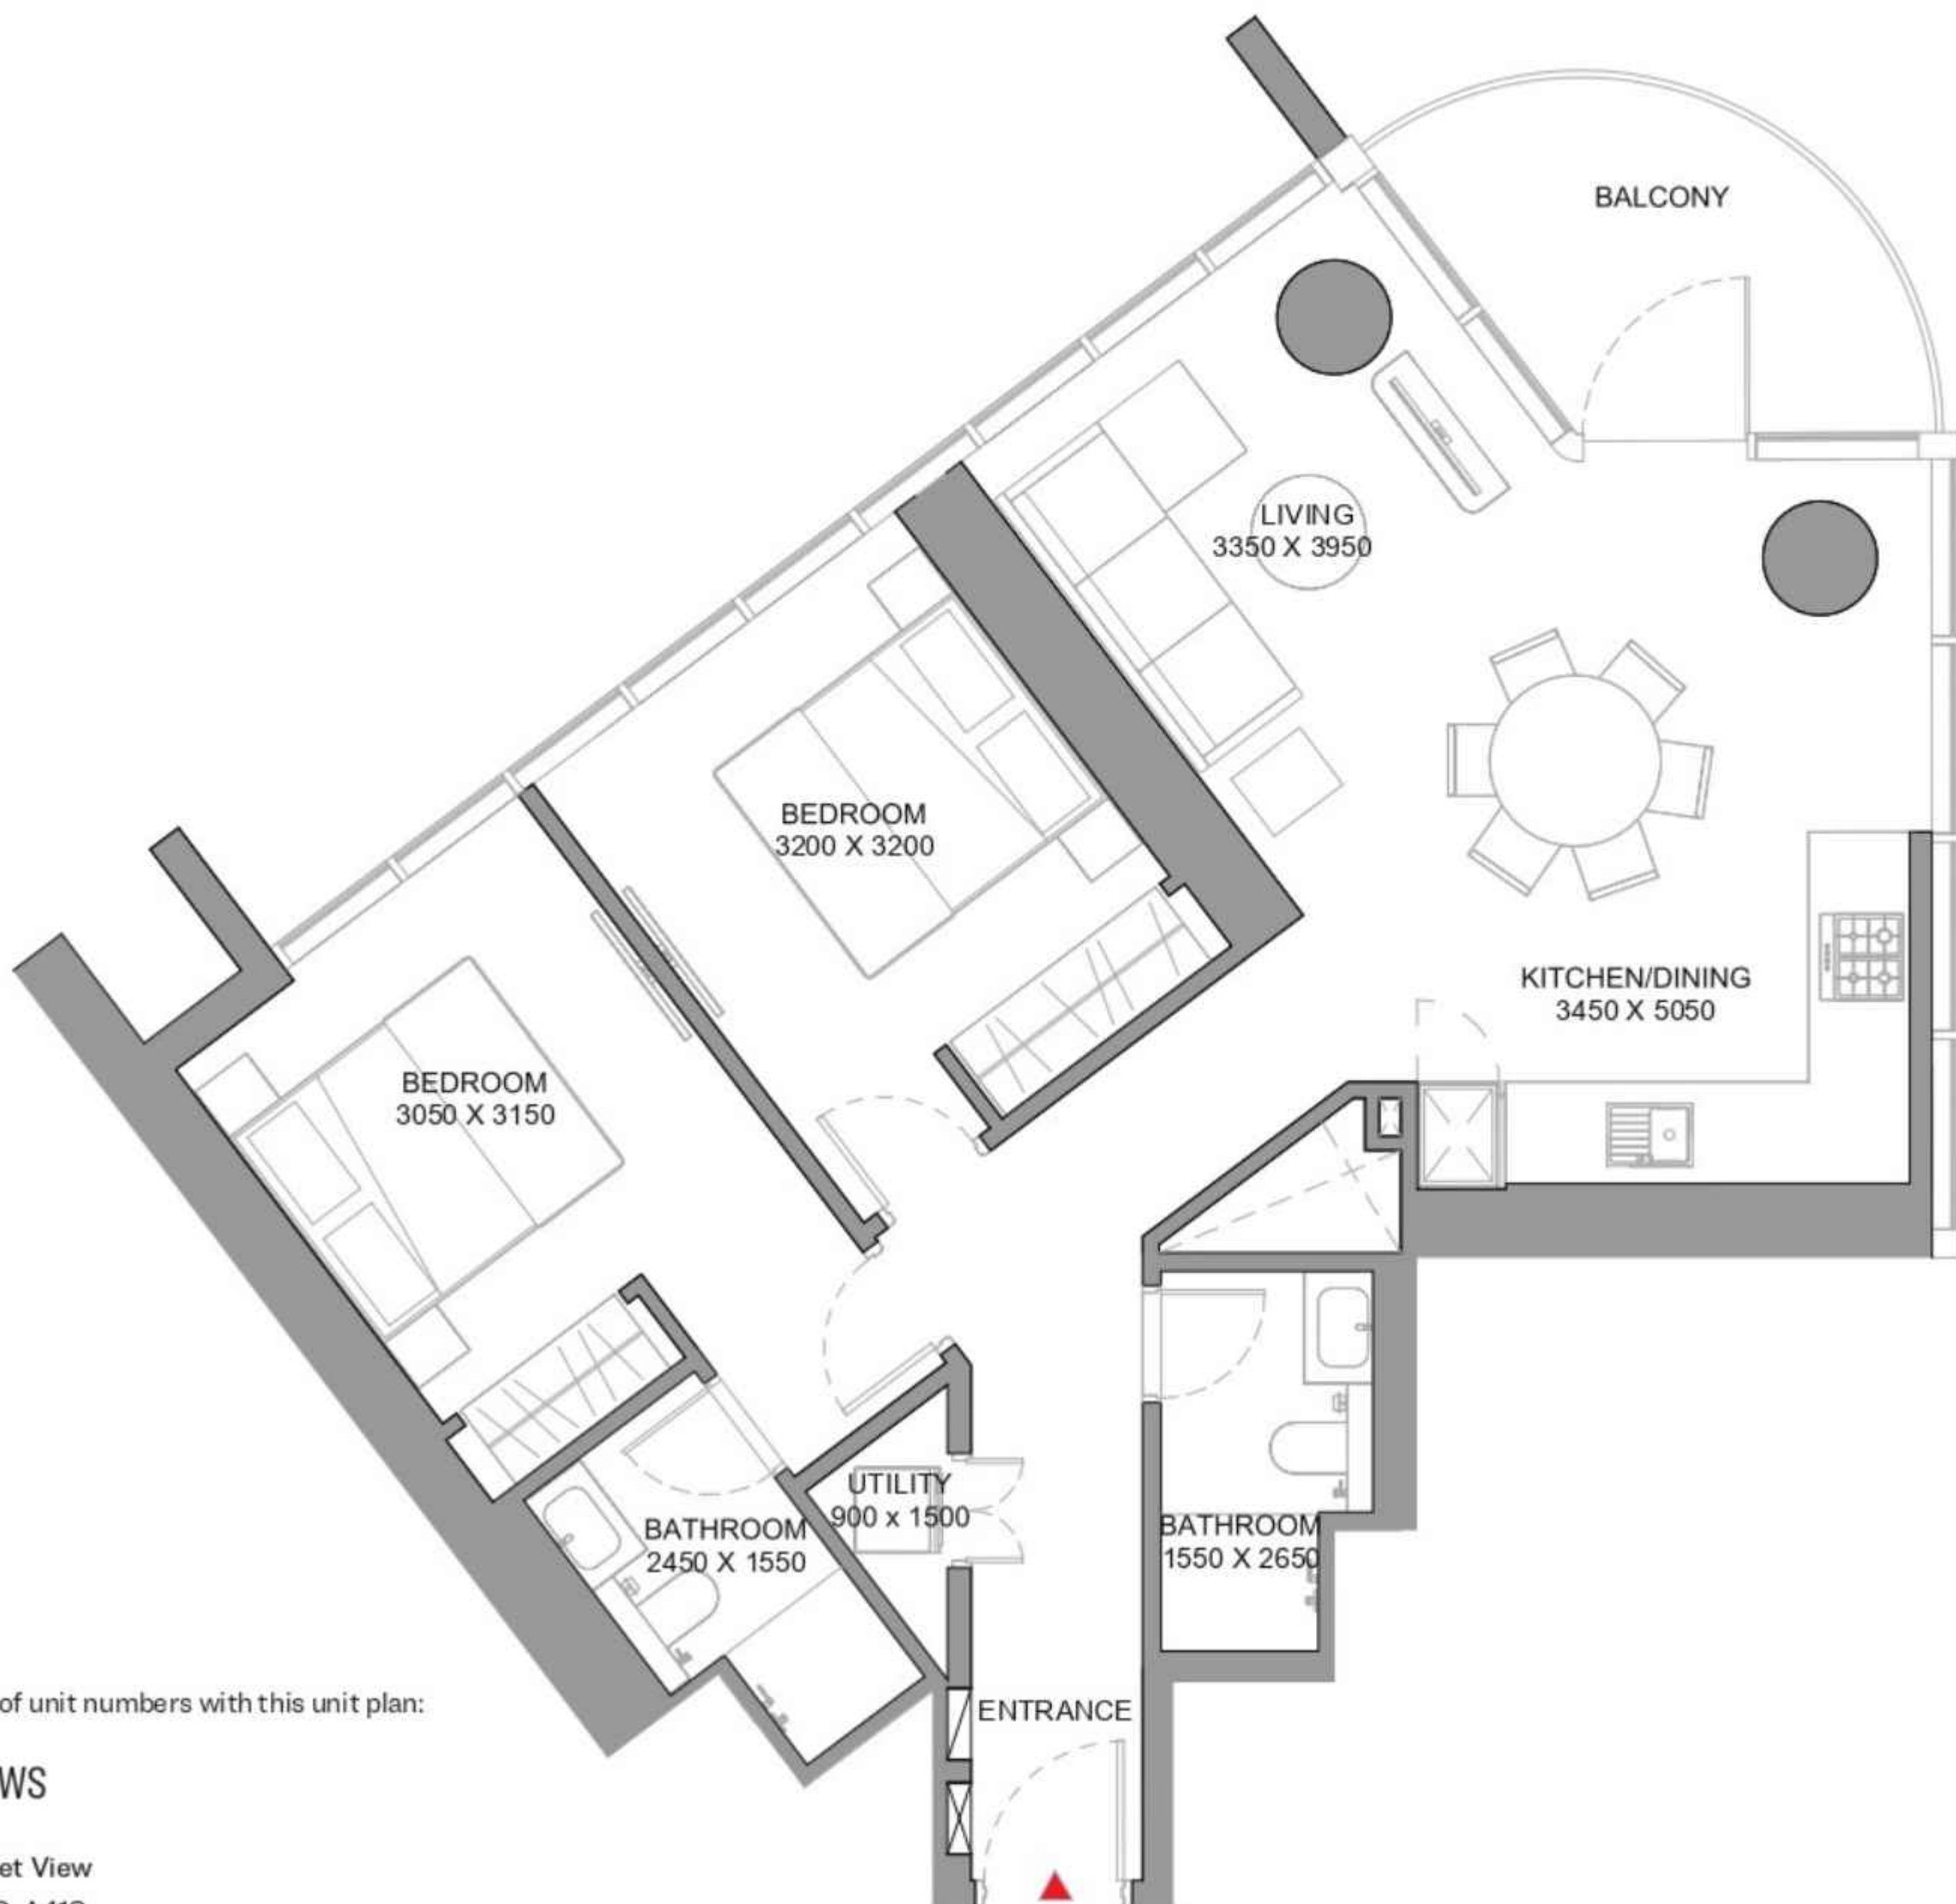 BALCONY
LIVING
3350 X 3950
BEDROOM
3200 X 3200
KITCHEN/DINING
3450 X 5050
BEDROOM
3050 X 3150
UTILITY
900 x 1500
BATHROOM
2450 X 1550
BATHROOM
1550 X 2650
ENTRANCE
of unit numbers with this unit plan:
WS
et View